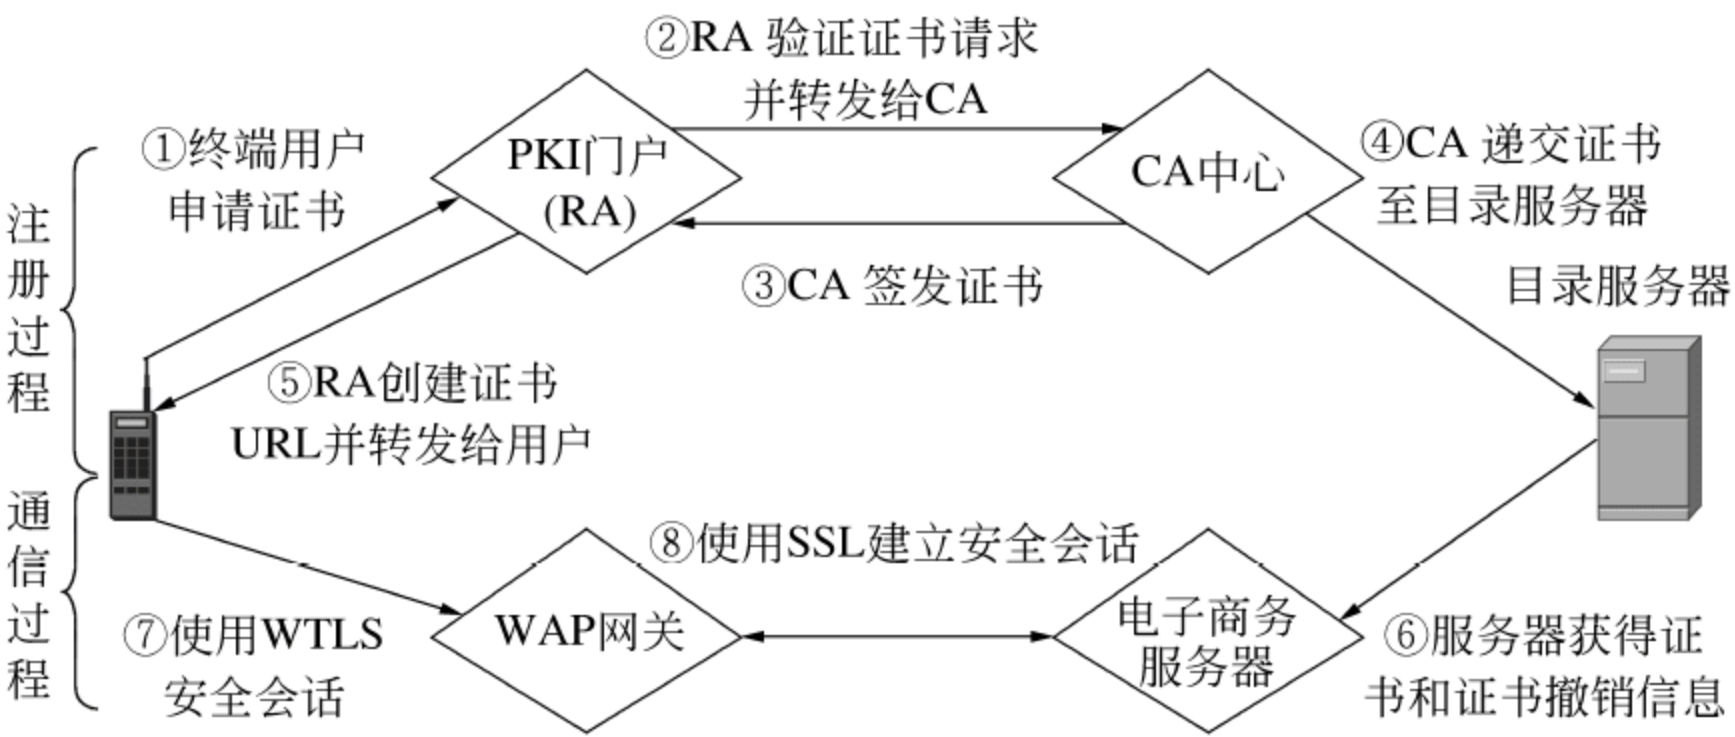 ②RA 验证证书请求
并转发给CA
①终端用户
申请证书
PKI门户
(RA)
CA中心
④CA 递交证书
至目录服务器
③CA 签发证书
目录服务器
注册过程
⑤RA创建证书
URL并转发给用户
通信过程
⑧使用SSL建立安全会话
⑦使用WTLS
安全会话
WAP网关
电子商务
服务器
⑥服务器获得证
书和证书撤销信息